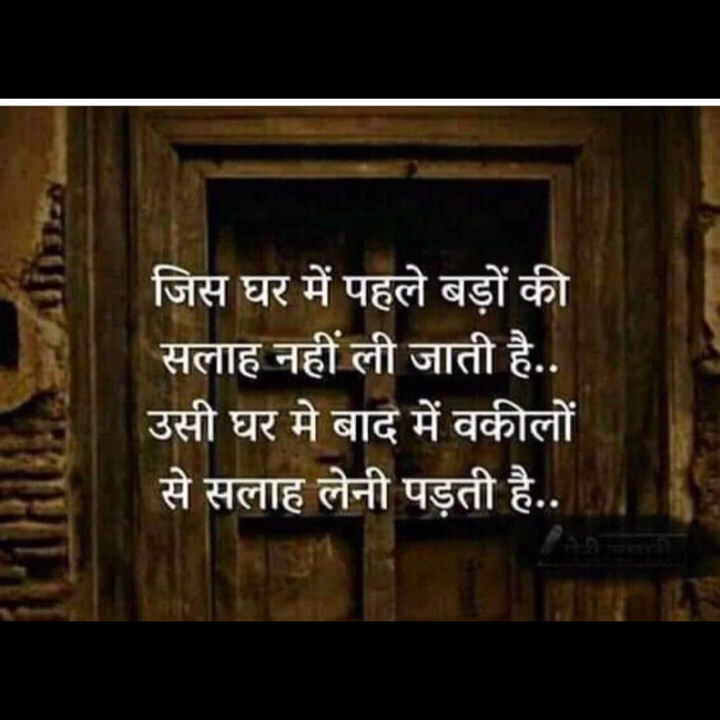 जिस घर में पहले बड़ों की
सलाह नहीं ली जाती है..
उसी घर मे बाद में वकीलों
से सलाह लेनी पड़ती है..